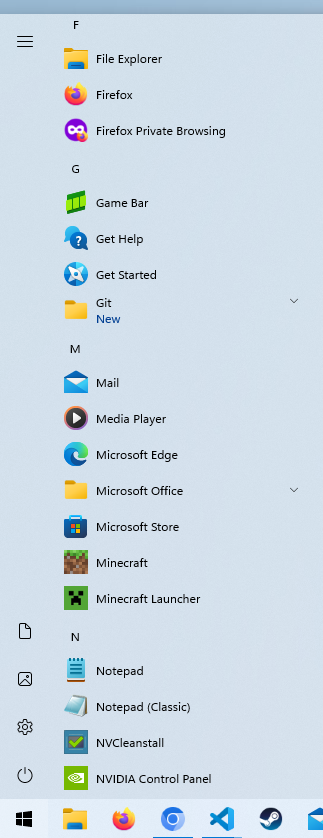 F
File Explorer
Firefox
Firefox Private Browsing
G
Game Bar
Get Help
Get Started
Git
New
M
Mail
Media Player
Microsoft Edge
Microsoft Office
Microsoft Store
Minecraft
Minecraft Launcher
N
Notepad
Notepad (Classic)
NVCleanstall
NVIDIA Control Panel